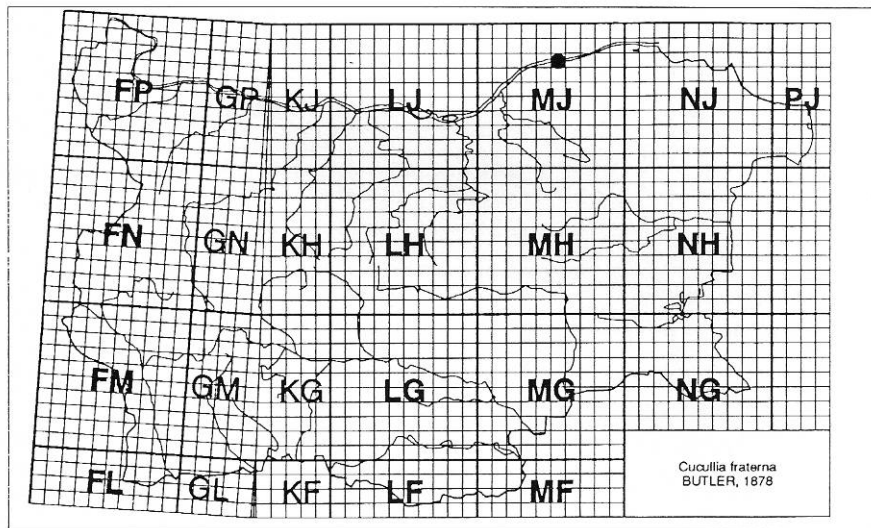 FP GP KJ LJ MJ NJ PJ
FN GN KH LH MH NH
FM GM KG LG MG NG
FL GL KF LF MF
Cucullia fraterna
BUTLER, 1878